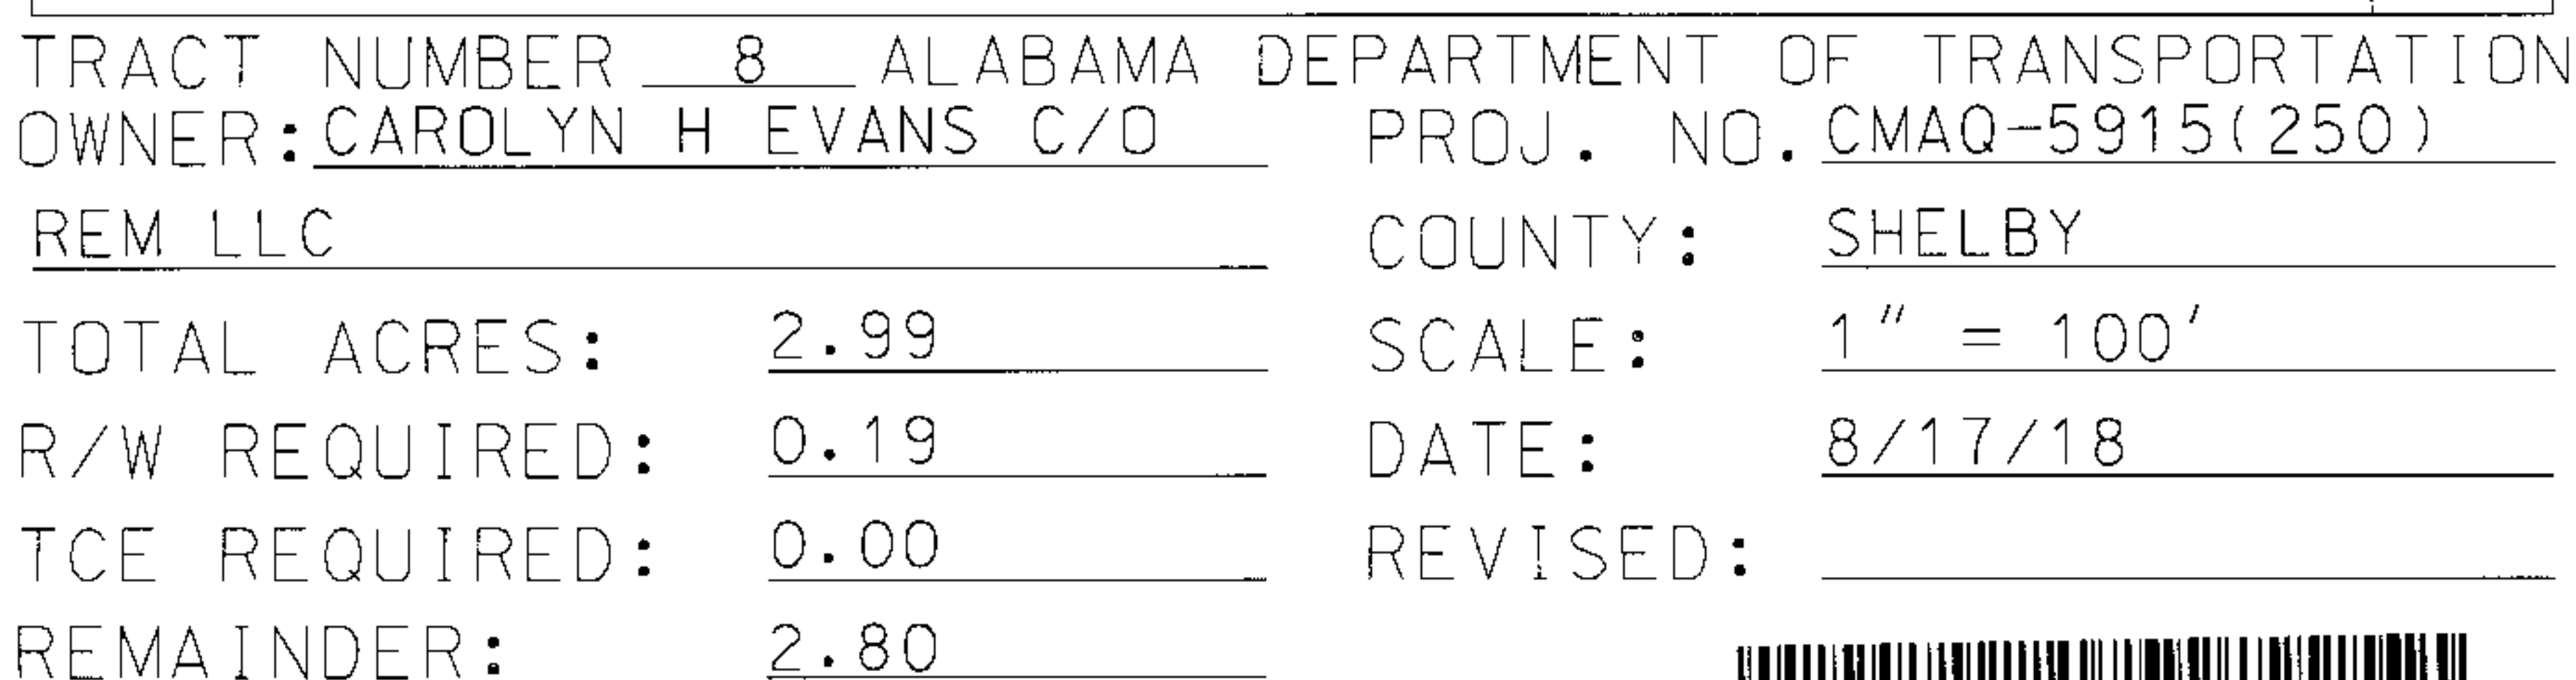 TRACT NUMBER 8 ALABAMA DEPARTMENT OF TRANSPORTATION
OWNER: CAROLYN H EVANS C/O PROJ. NO. CMAQ-5915(250)
REM LLC COUNTY: SHELBY
TOTAL ACRES: 2.99 SCALE: 1" = 100'
R/W REQUIRED: 0.19 DATE: 8/17/18
TCE REQUIRED: 0.00 REVISED:
REMAINDER: 2.80